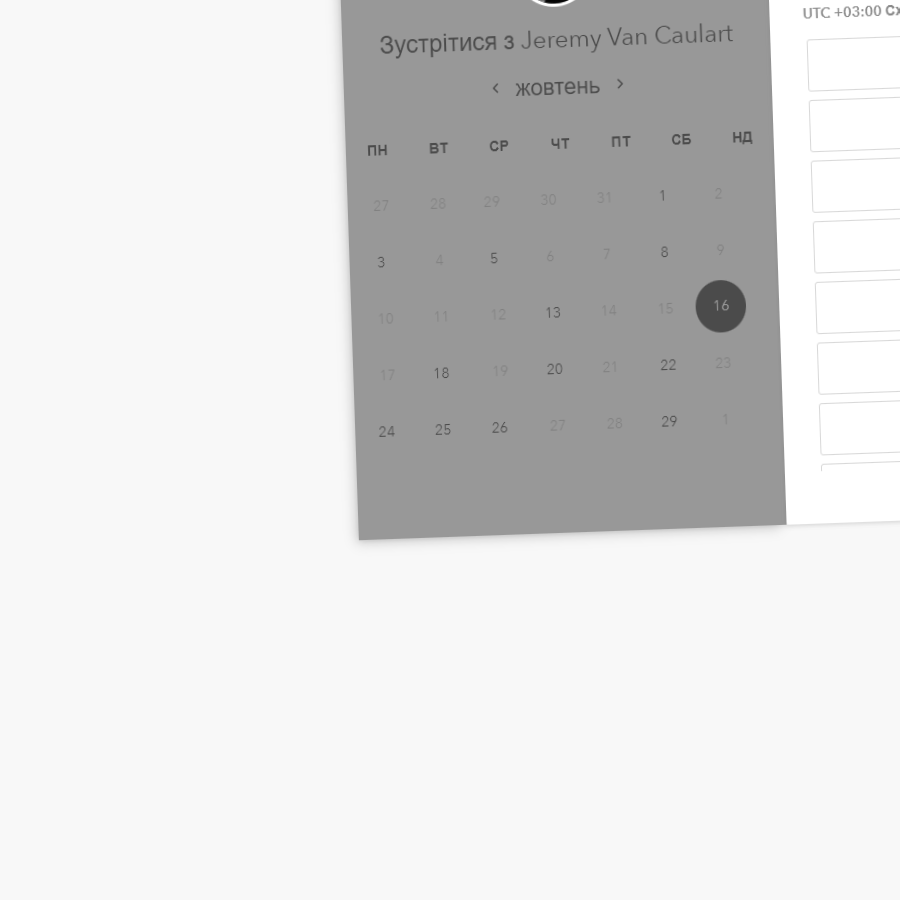 Зустрітися з Jeremy Van Caulart
‹ жовтень ›
ПН ВТ СР ЧТ ПТ СБ НД
27 28 29 30 31 1 2
3 4 5 6 7 8 9
10 11 12 13 14 15 16
17 18 19 20 21 22 23
24 25 26 27 28 29 1
UTC +03:00